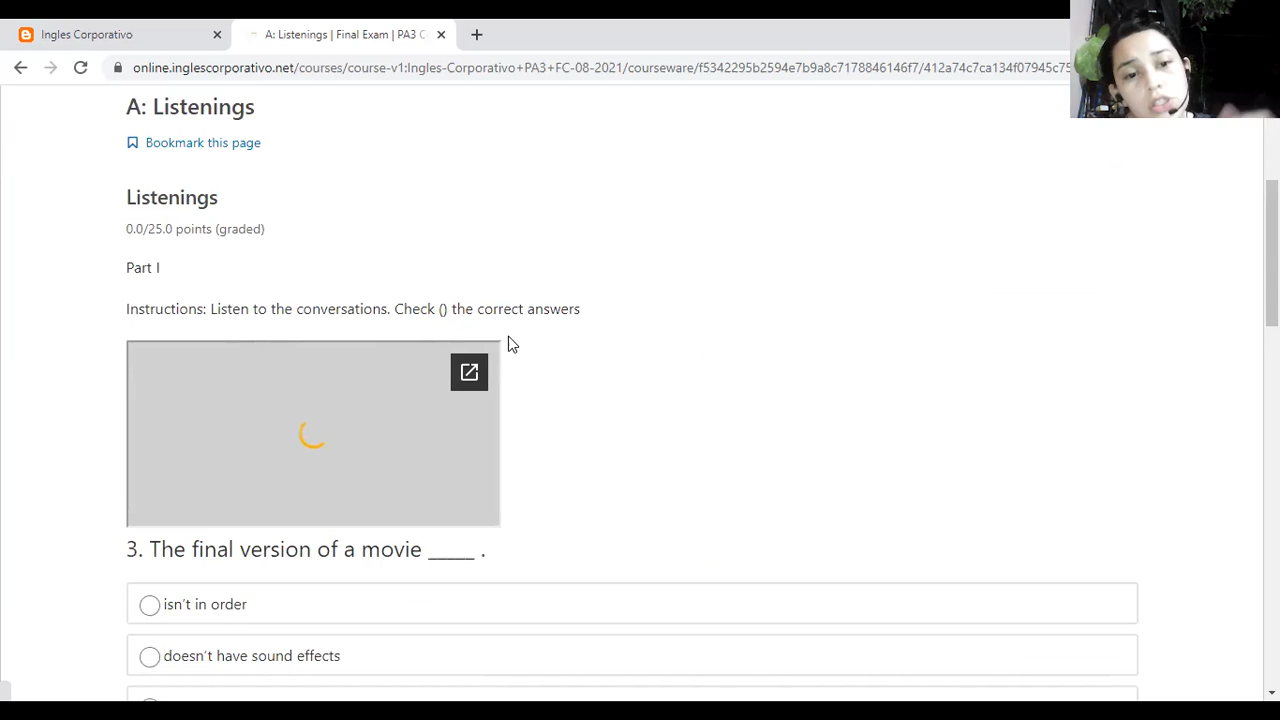 Ingles Corporativo
A: Listenings | Final Exam | PA3 C
online.inglescorporativo.net/courses/course-v1:Ingles-Corporativo+PA3+FC-08-2021/courseware/f5342295b2594e7b9a8c7178846146f7/412a74c7ca134f07945c75
A: Listenings
Bookmark this page
Listenings
0.0/25.0 points (graded)
Part I
Instructions: Listen to the conversations. Check () the correct answers
3. The final version of a movie _____ .
isn't in order
doesn't have sound effects